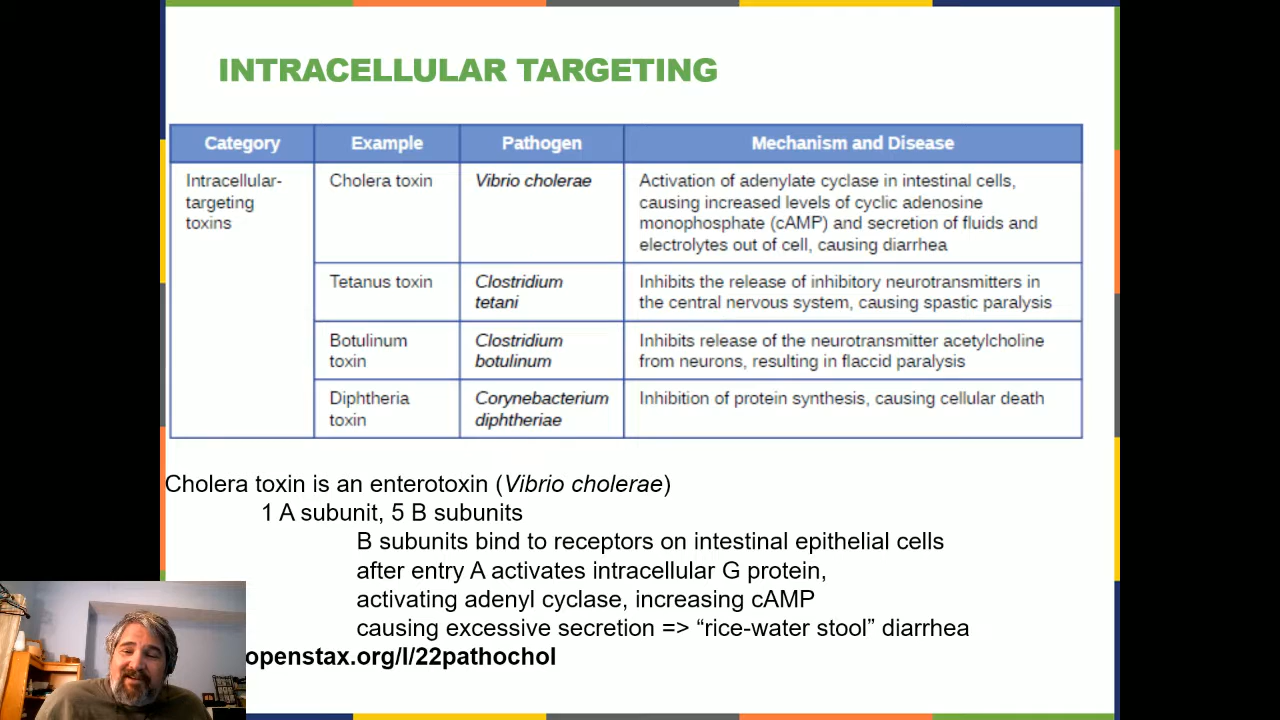 INTRACELLULAR TARGETING
Category Example Pathogen Mechanism and Disease
Intracellular-
targeting
toxins
Cholera toxin
Vibrio cholerae
Activation of adenylate cyclase in intestinal cells,
causing increased levels of cyclic adenosine
monophosphate (cAMP) and secretion of fluids and
electrolytes out of cell, causing diarrhea
Tetanus toxin
Clostridium
tetani
Inhibits the release of inhibitory neurotransmitters in
the central nervous system, causing spastic paralysis
Botulinum
toxin
Clostridium
botulinum
Inhibits release of the neurotransmitter acetylcholine
from neurons, resulting in flaccid paralysis
Diphtheria
toxin
Corynebacterium
diphtheriae
Inhibition of protein synthesis, causing cellular death
Cholera toxin is an enterotoxin (Vibrio cholerae)
1 A subunit, 5 B subunits
B subunits bind to receptors on intestinal epithelial cells
after entry A activates intracellular G protein,
activating adenyl cyclase, increasing cAMP
causing excessive secretion => “rice-water stool” diarrhea
openstax.org/l/22pathochol